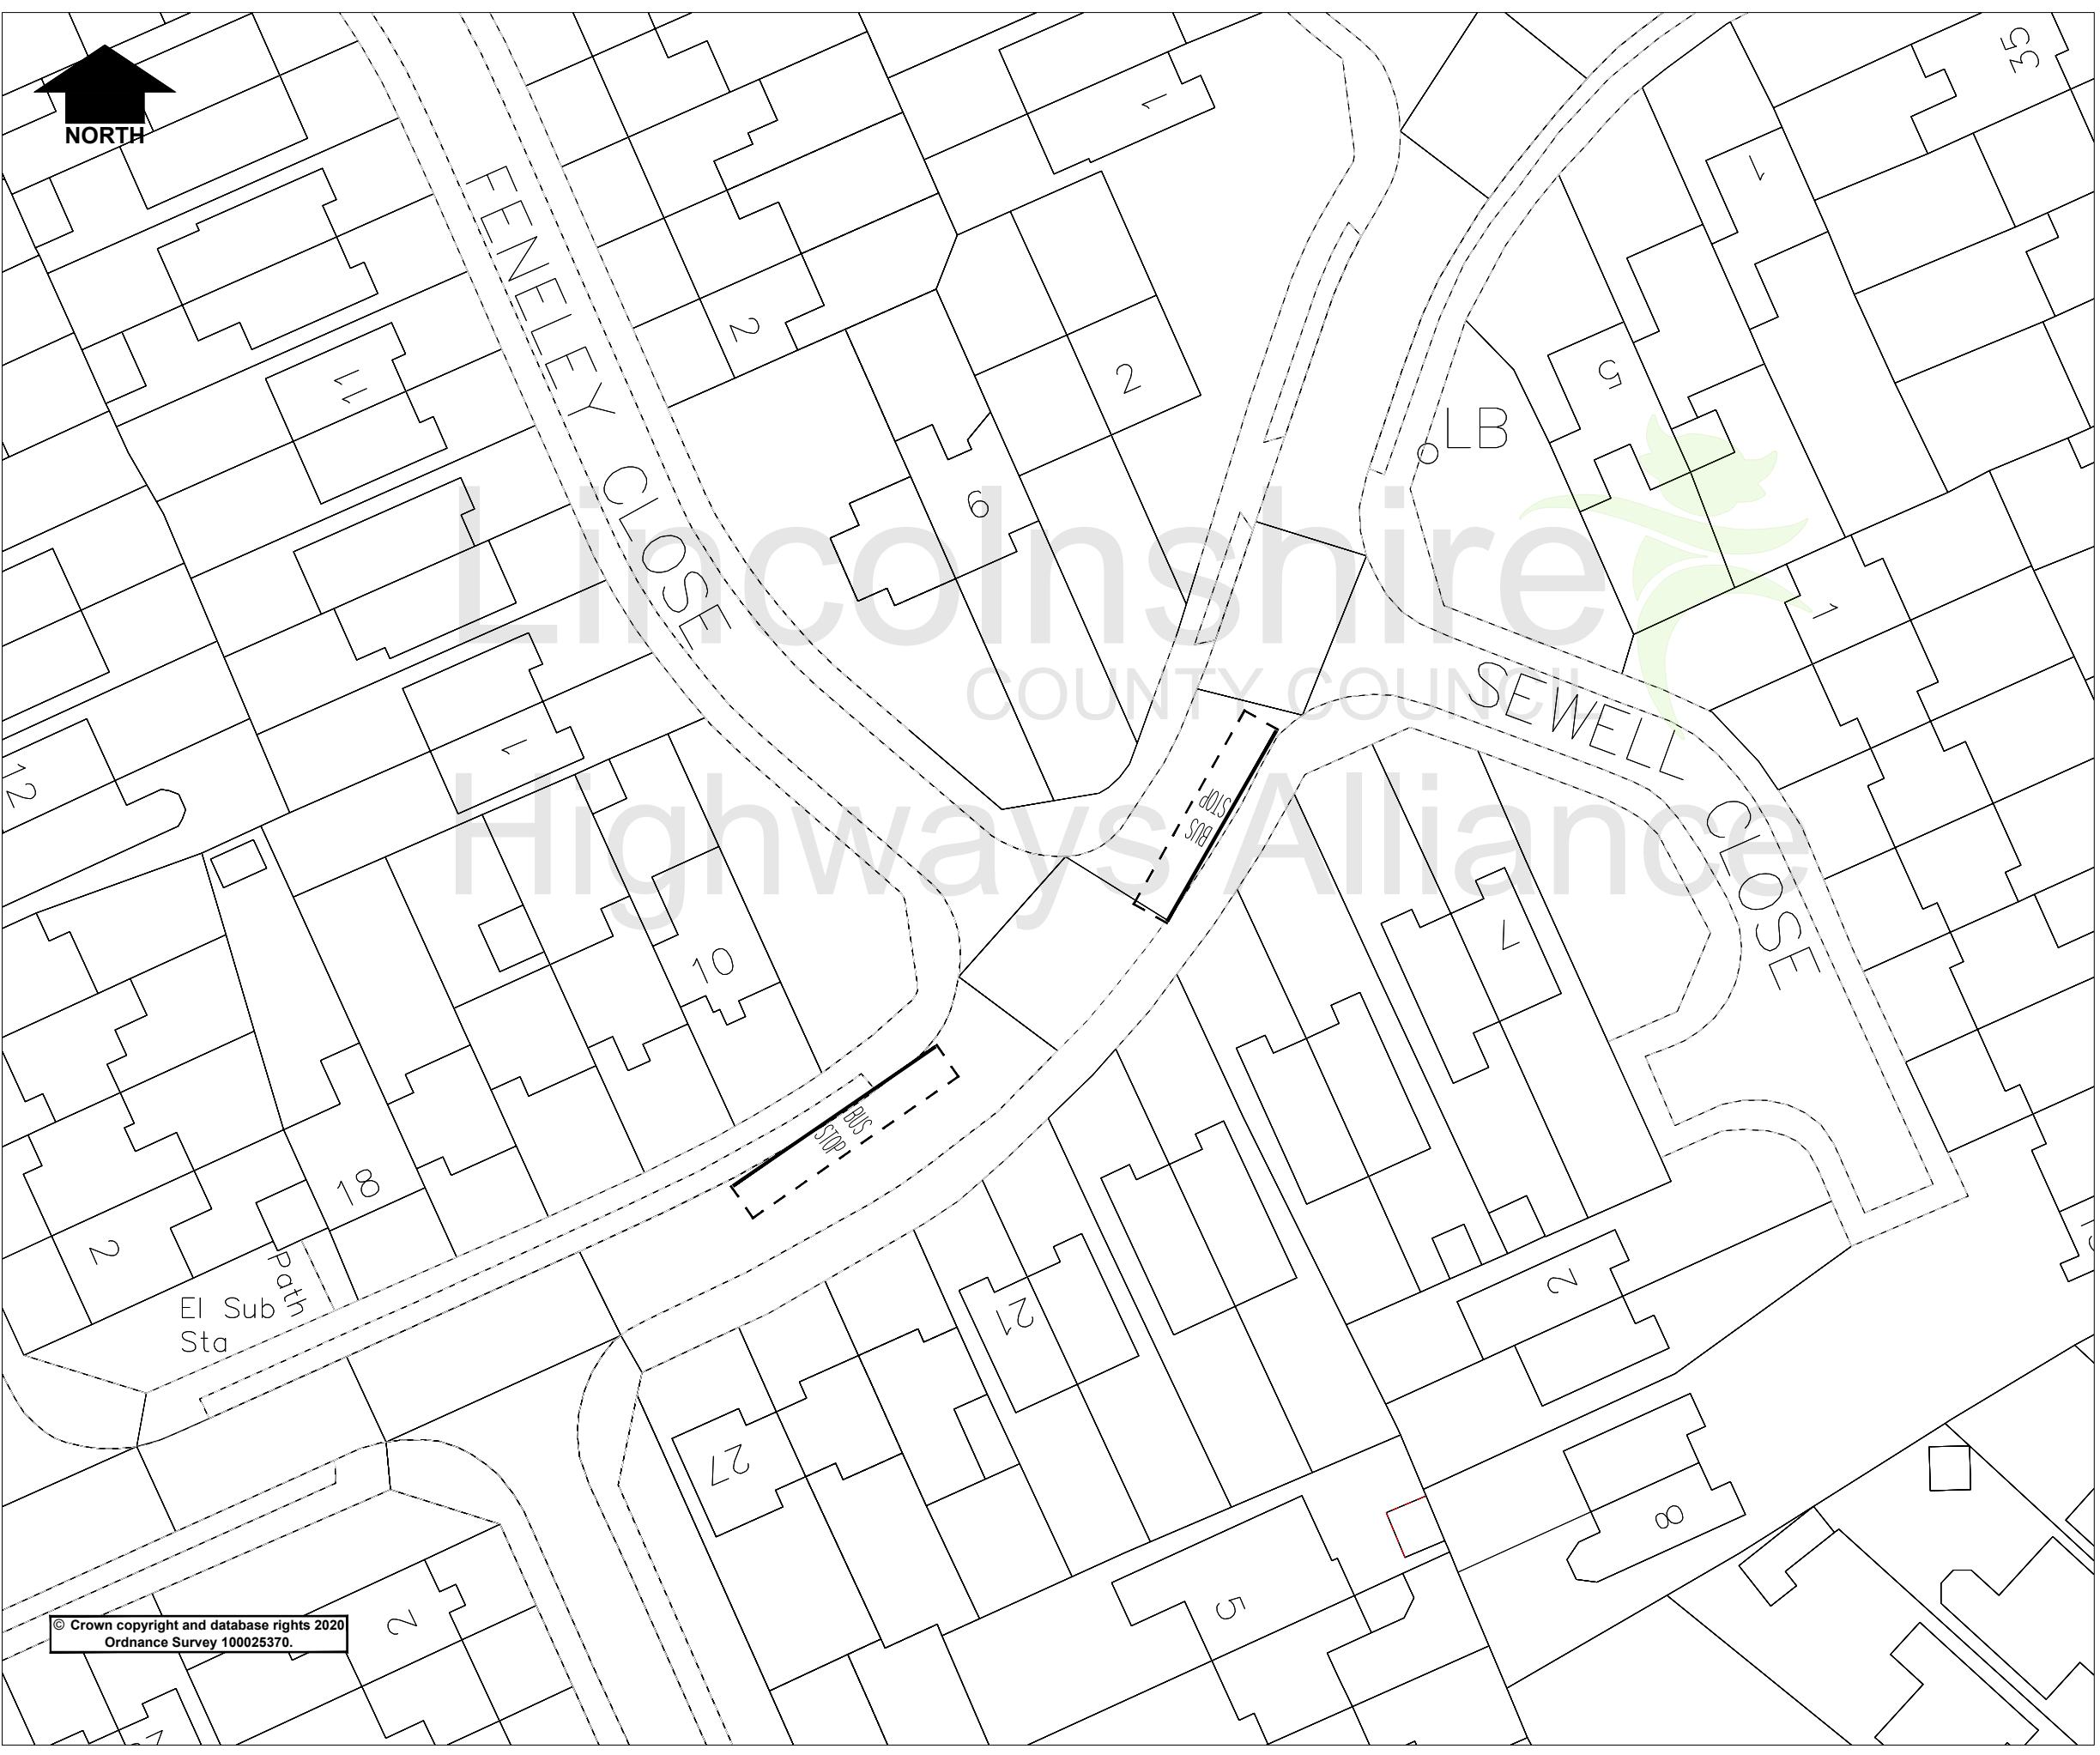 NORTH
35
1
1
FENELEY CLOSE
2
11
2
5
LB
6
Lincolnshire
COUNTY COUNCIL
Highways Alliance
1
SEWELL CLOSE
1
12
BUS
STOP
7
10
BUS
STOP
18
2
Path
El Sub
Sta
21
2
27
8
5
2
© Crown copyright and database rights 2020
Ordnance Survey 100025370.